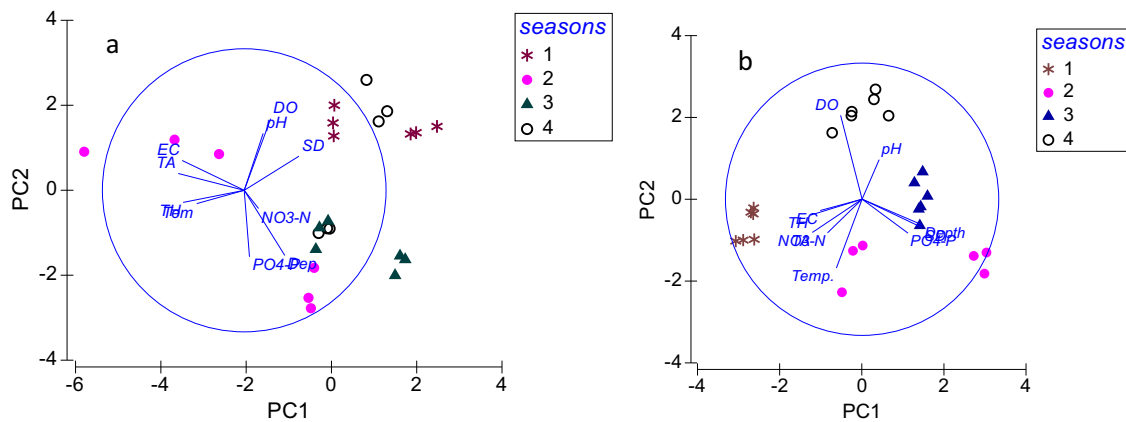 a
seasons
1
2
3
4
4
2
0
-2
-4
PC2
-6
-4
-2
0
2
4
PC1
DO
pH
SD
EC
TA
TH
Tem
NO3-N
PO4-P
Dep
b
seasons
1
2
3
4
4
2
0
-2
-4
PC2
-4
-2
0
2
4
PC1
DO
pH
EC
TH
TA
NO3-N
Temp.
Depth
PO4-P